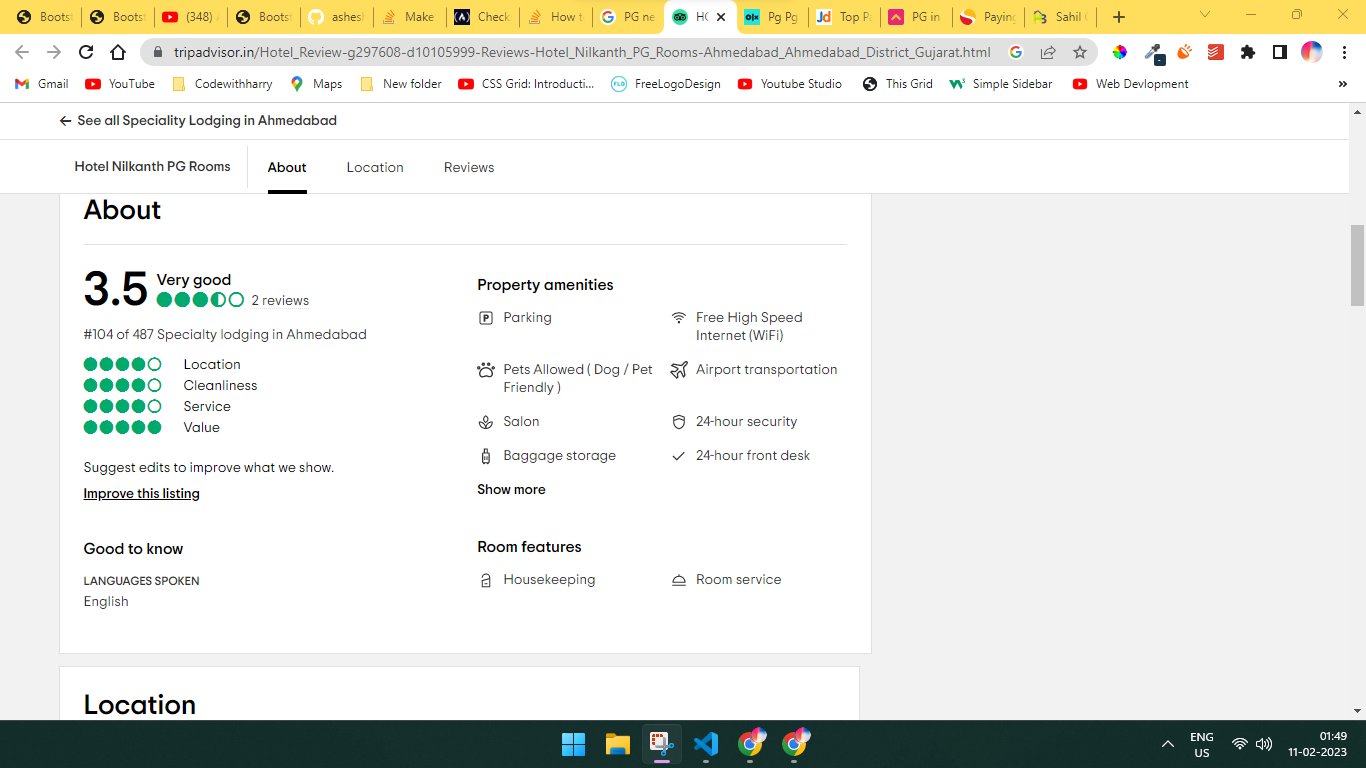 Bootst
Bootst
(348)
Bootst
ashesh
Make
Check
How t
PG ne
HO
Pg Pg
Top Pa
PG in
Paying
Sahil
tripadvisor.in/Hotel_Review-g297608-d10105999-Reviews-Hotel_Nilkanth_PG_Rooms-Ahmedabad_Ahmedabad_District_Gujarat.html
Gmail
YouTube
Codewithharry
Maps
New folder
CSS Grid: Introducti...
FreeLogoDesign
Youtube Studio
This Grid
Simple Sidebar
Web Devlopment
See all Speciality Lodging in Ahmedabad
Hotel Nilkanth PG Rooms
About
Location
Reviews
About
3.5
Very good
2 reviews
#104 of 487 Specialty lodging in Ahmedabad
Location
Cleanliness
Service
Value
Suggest edits to improve what we show.
Improve this listing
Good to know
LANGUAGES SPOKEN
English
Property amenities
Parking
Free High Speed
Internet (WiFi)
Pets Allowed ( Dog / Pet
Friendly )
Airport transportation
Salon
24-hour security
Baggage storage
24-hour front desk
Show more
Room features
Housekeeping
Room service
Location
ENG
US
01:49
11-02-2023